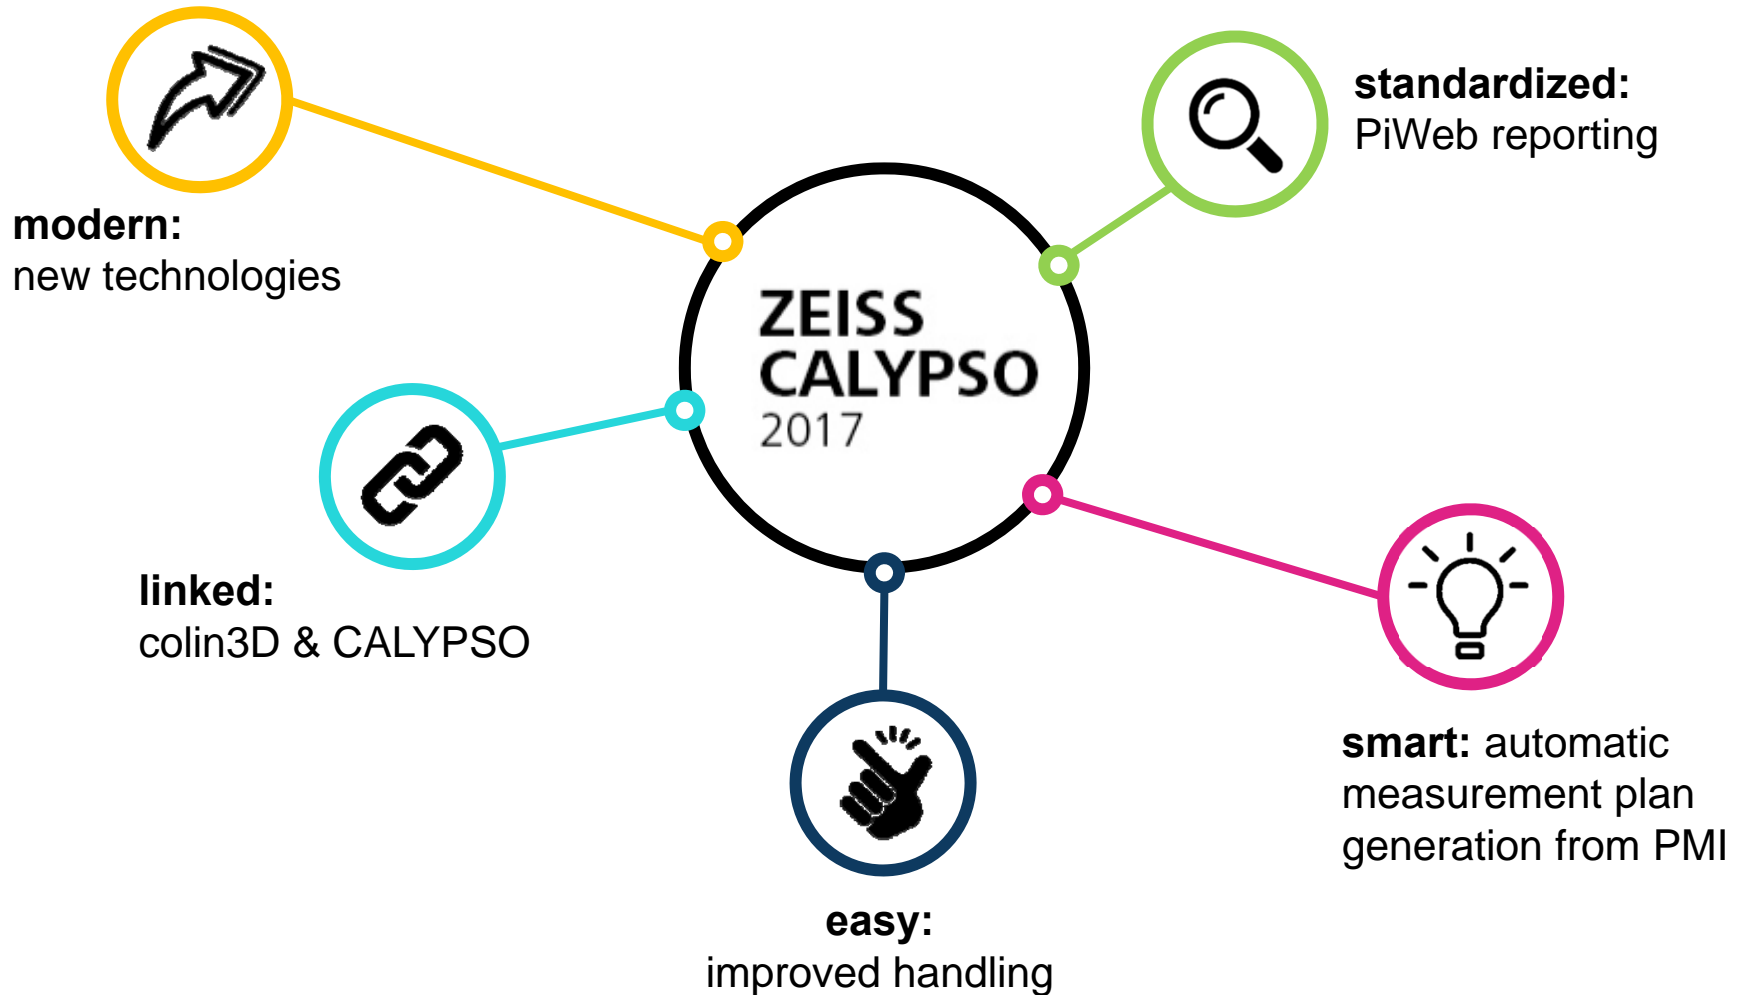 modern:
new technologies
standardized:
PiWeb reporting
ZEISS
CALYPSO
2017
linked:
colin3D & CALYPSO
smart: automatic
measurement plan
generation from PMI
easy:
improved handling